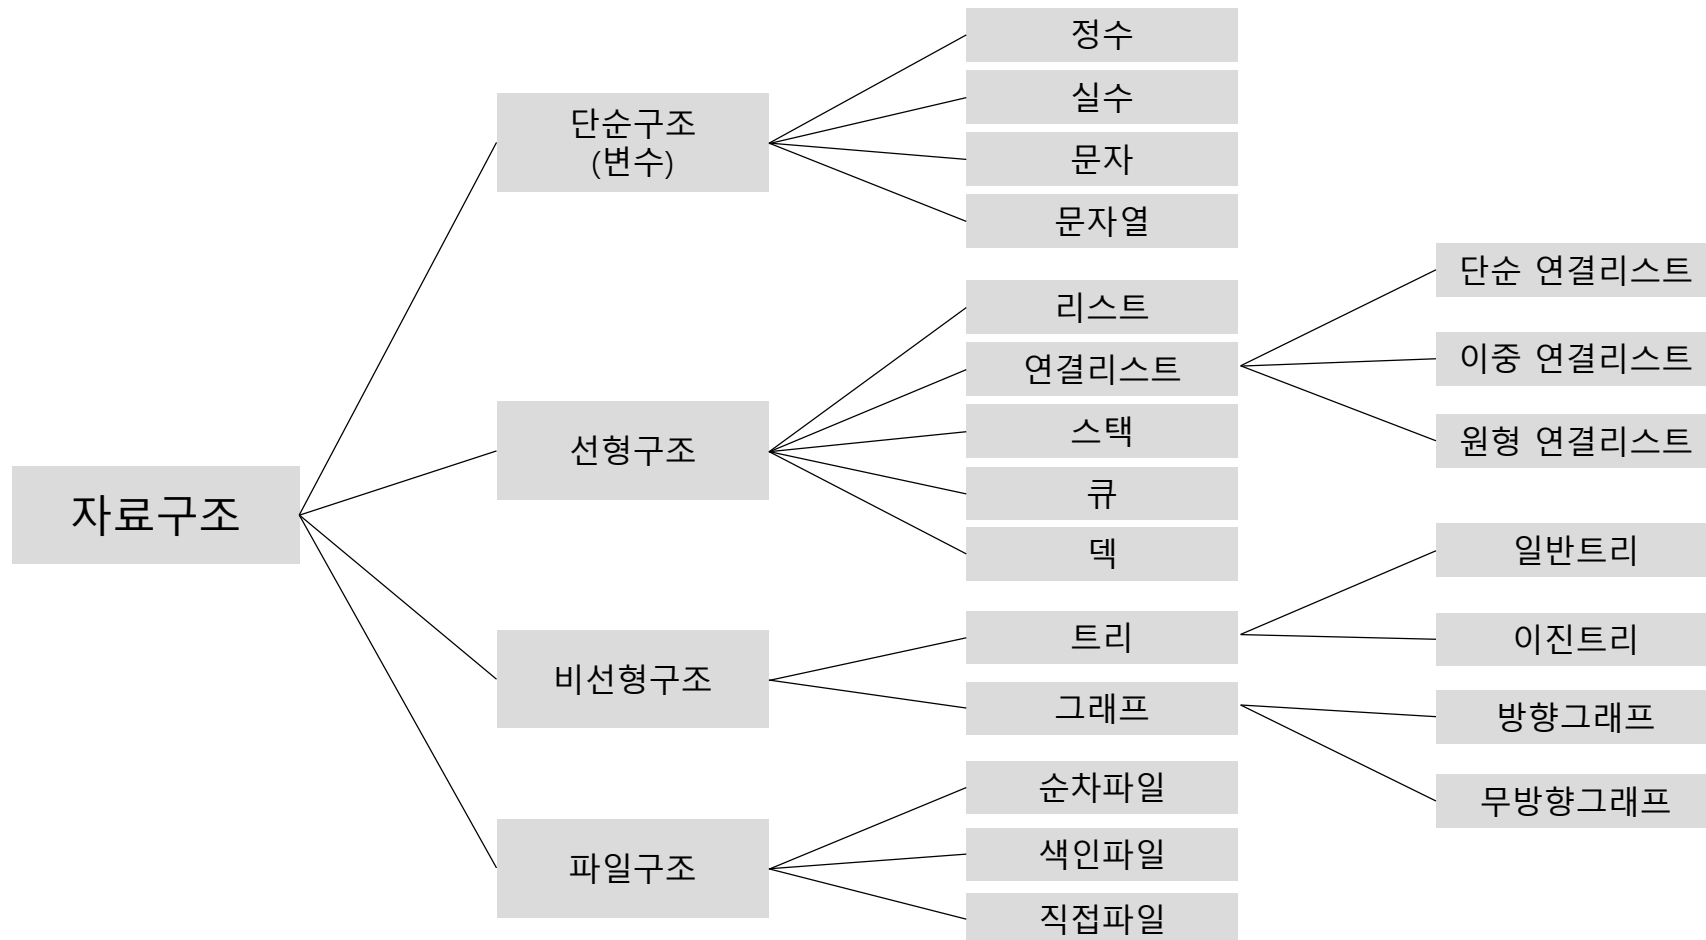 자료구조
단순구조
(변수)
정수
실수
문자
문자열
선형구조
리스트
연결리스트
단순 연결리스트
이중 연결리스트
원형 연결리스트
스택
큐
덱
비선형구조
트리
일반트리
이진트리
그래프
방향그래프
무방향그래프
파일구조
순차파일
색인파일
직접파일